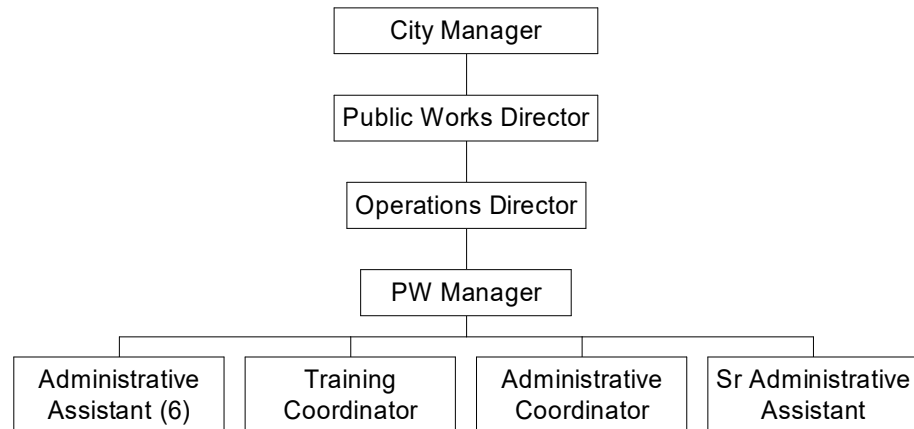 City Manager
Public Works Director
Operations Director
PW Manager
Administrative
Assistant (6)
Training
Coordinator
Administrative
Coordinator
Sr Administrative
Assistant